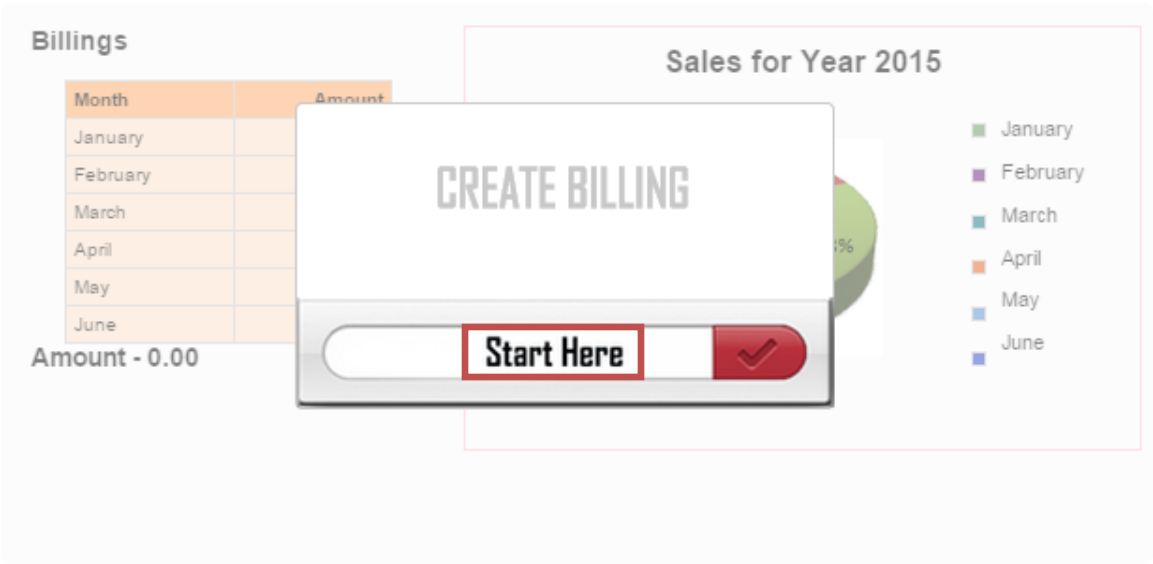 Billings
Month Amount
January
February
March
April
May
June
Amount - 0.00
Sales for Year 2015
January
February
March
April
May
June
CREATE BILLING
Start Here